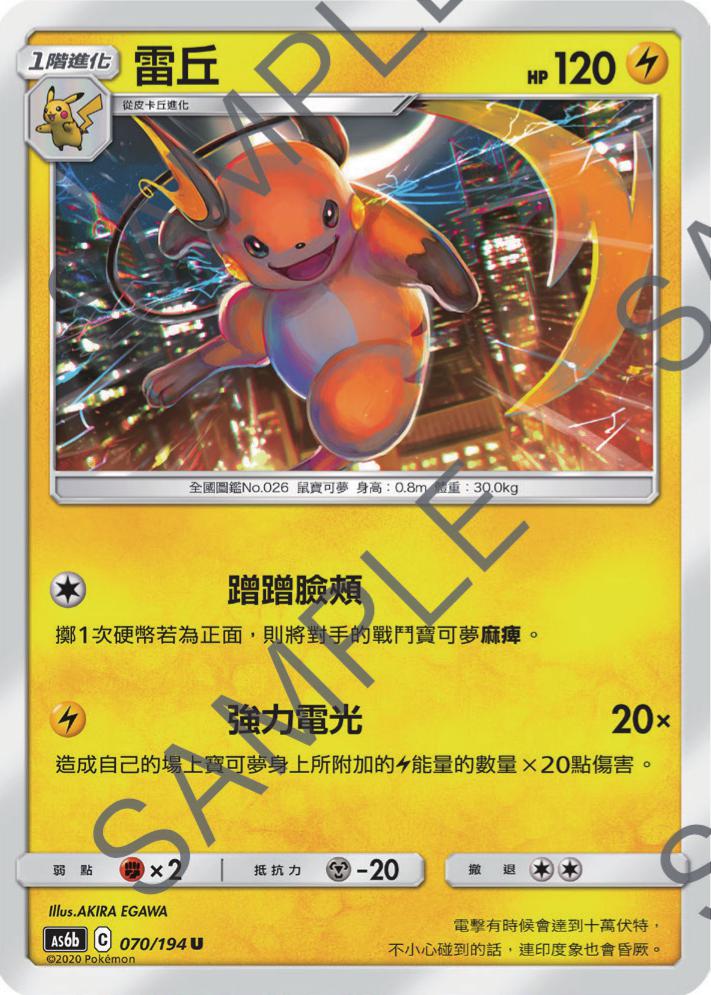 1階進化 雷丘 HP 120
從皮卡丘進化
全國圖鑑No.026 鼠寶可夢 身高：0.8m 體重：30.0kg
蹭蹭臉頰
擲1次硬幣若為正面，則將對手的戰鬥寶可夢麻痺。
強力電光 20×
造成自己的場上寶可夢身上所附加的能量的數量×20點傷害。
弱點 ×2 抵抗力 -20 撤退
Illus.AKIRA EGAWA
電擊有時候會達到十萬伏特，
AS6b C 070/194 U
不小心碰到的話，連印度象也會昏厥。
©2020 Pokémon
SAMPLE
SAMPLE